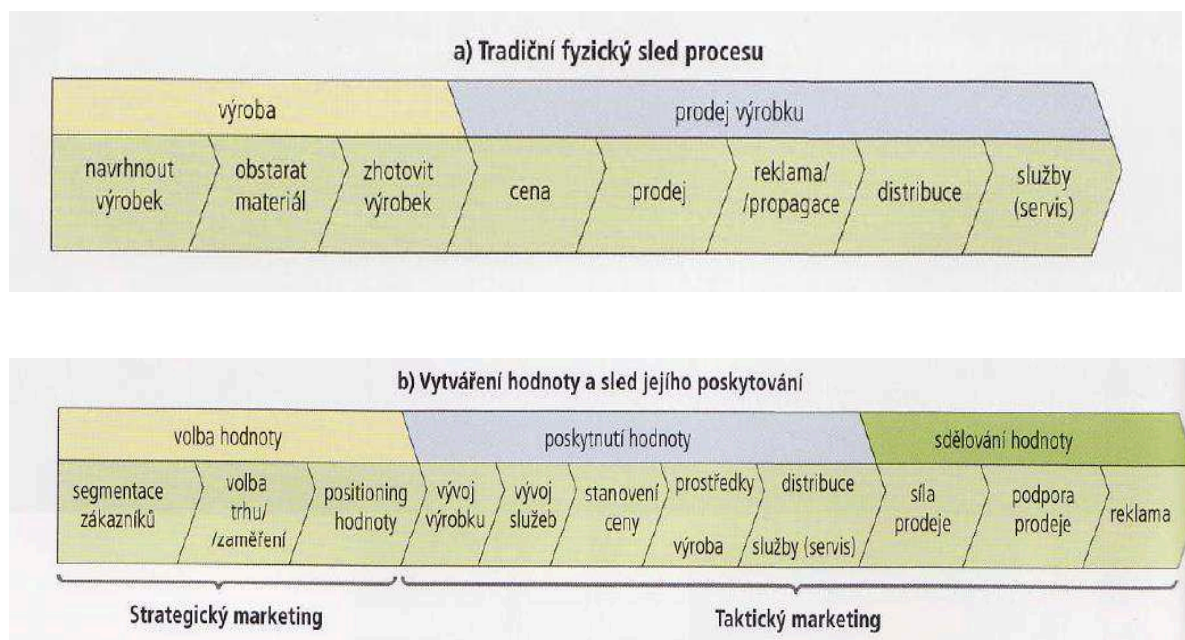 a) Tradiční fyzický sled procesu
výroba
prodej výrobku
navrhnout
výrobek
obstarat
materiál
zhotovit
výrobek
cena
prodej
reklama/
/propagace
distribuce
služby
(servis)
b) Vytváření hodnoty a sled jejího poskytování
volba hodnoty
poskytnutí hodnoty
sdělování hodnoty
segmentace
zákazníků
volba
trhu/
/zaměření
positioning
hodnoty
vývoj
výrobku
vývoj
služeb
stanovení
ceny
prostředky
výroba
distribuce
služby (servis)
síla
prodeje
podpora
prodeje
reklama
Strategický marketing
Taktický marketing